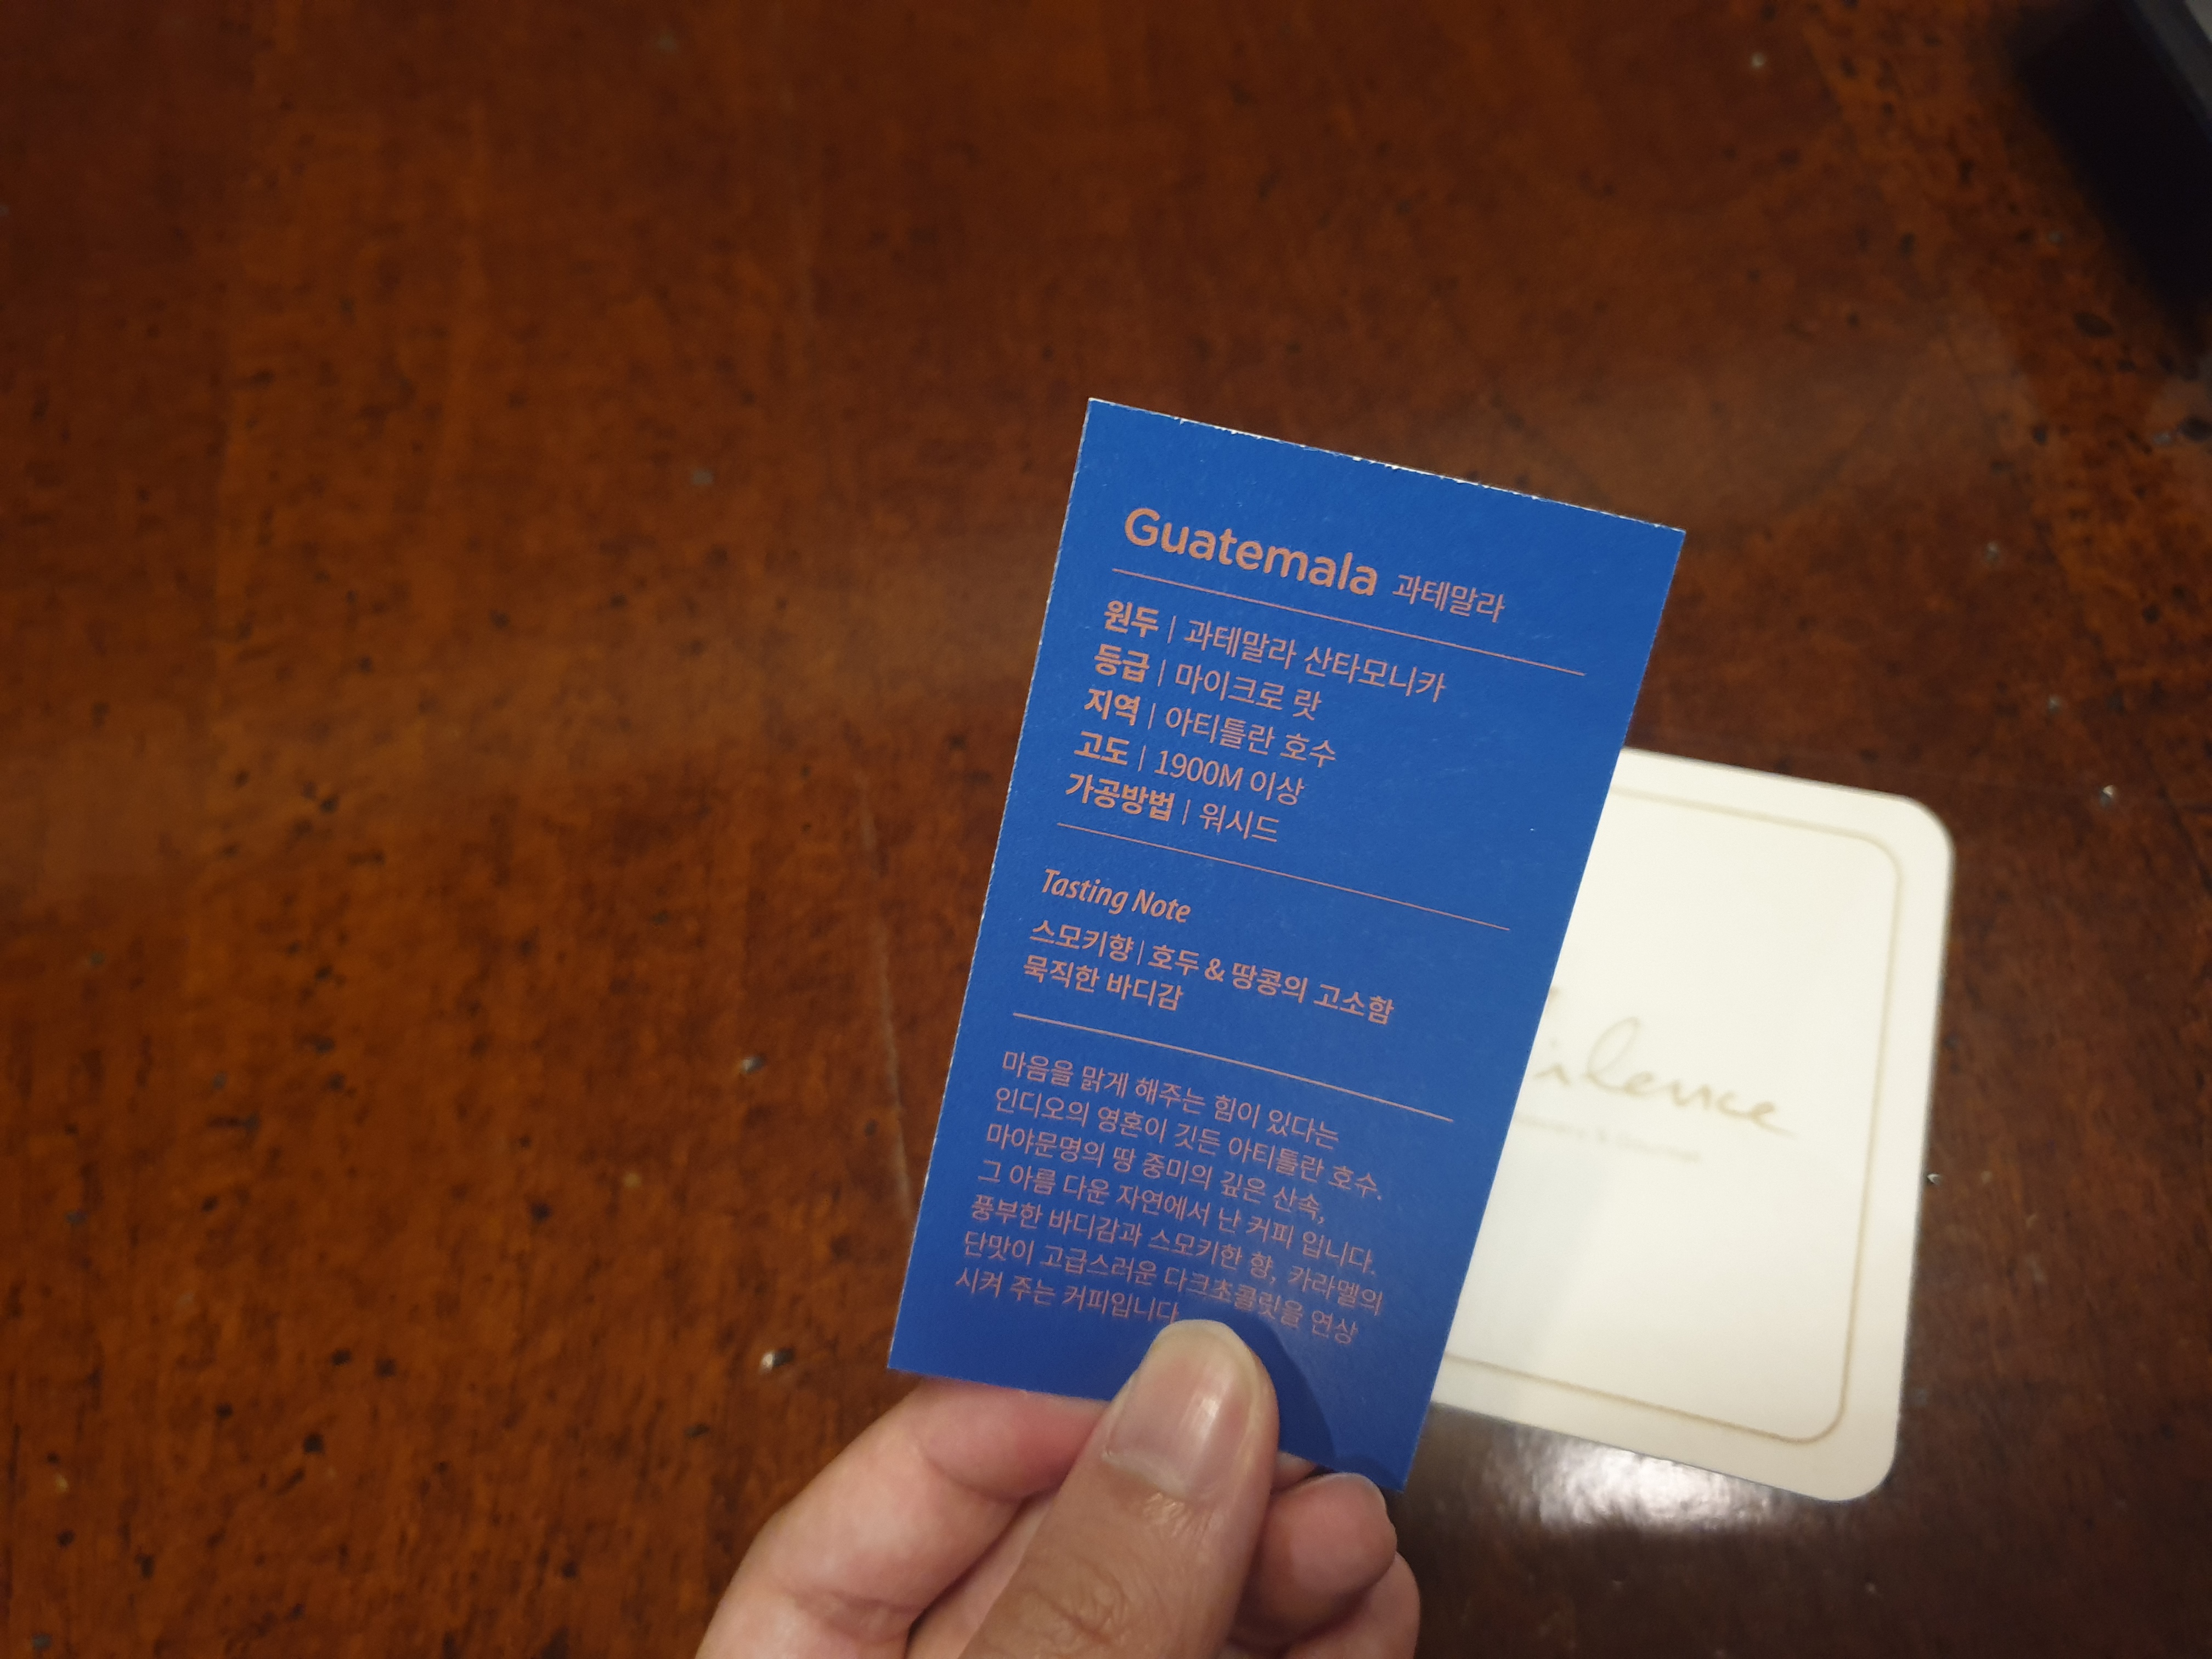 Guatemala 과테말라
원두 | 과테말라 산타모니카
등급 | 마이크로 랏
지역 | 아티틀란 호수
고도 | 1900M 이상
가공방법 | 워시드
Tasting Note
스모키향 | 호두 & 땅콩의 고소함
묵직한 바디감
마음을 맑게 해주는 힘이 있다는
인디오의 영혼이 깃든 아티틀란 호수.
마야문명의 땅 중미의 깊은 산속,
그 아름 다운 자연에서 난 커피 입니다.
풍부한 바디감과 스모키한 향, 카라멜의
단맛이 고급스러운 다크초콜릿을 연상
시켜 주는 커피입니다
ilence